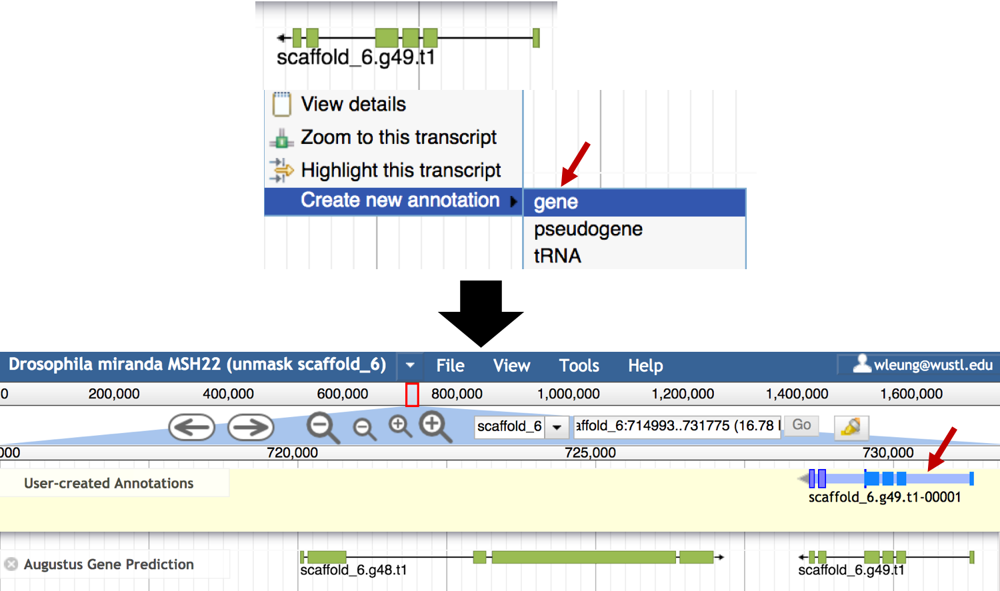 scaffold_6.g49.t1
View details
Zoom to this transcript
Highlight this transcript
Create new annotation
gene
pseudogene
tRNA
Drosophila miranda MSH22 (unmask scaffold_6) File View Tools Help wleung@wustl.edu
0 200,000 400,000 600,000 800,000 1,000,000 1,200,000 1,400,000 1,600,000
scaffold_6 affold_6:714993..731775 (16.78 Go
000 720,000 725,000 730,000
User-created Annotations
scaffold_6.g49.t1-00001
Augustus Gene Prediction
scaffold_6.g48.t1 scaffold_6.g49.t1